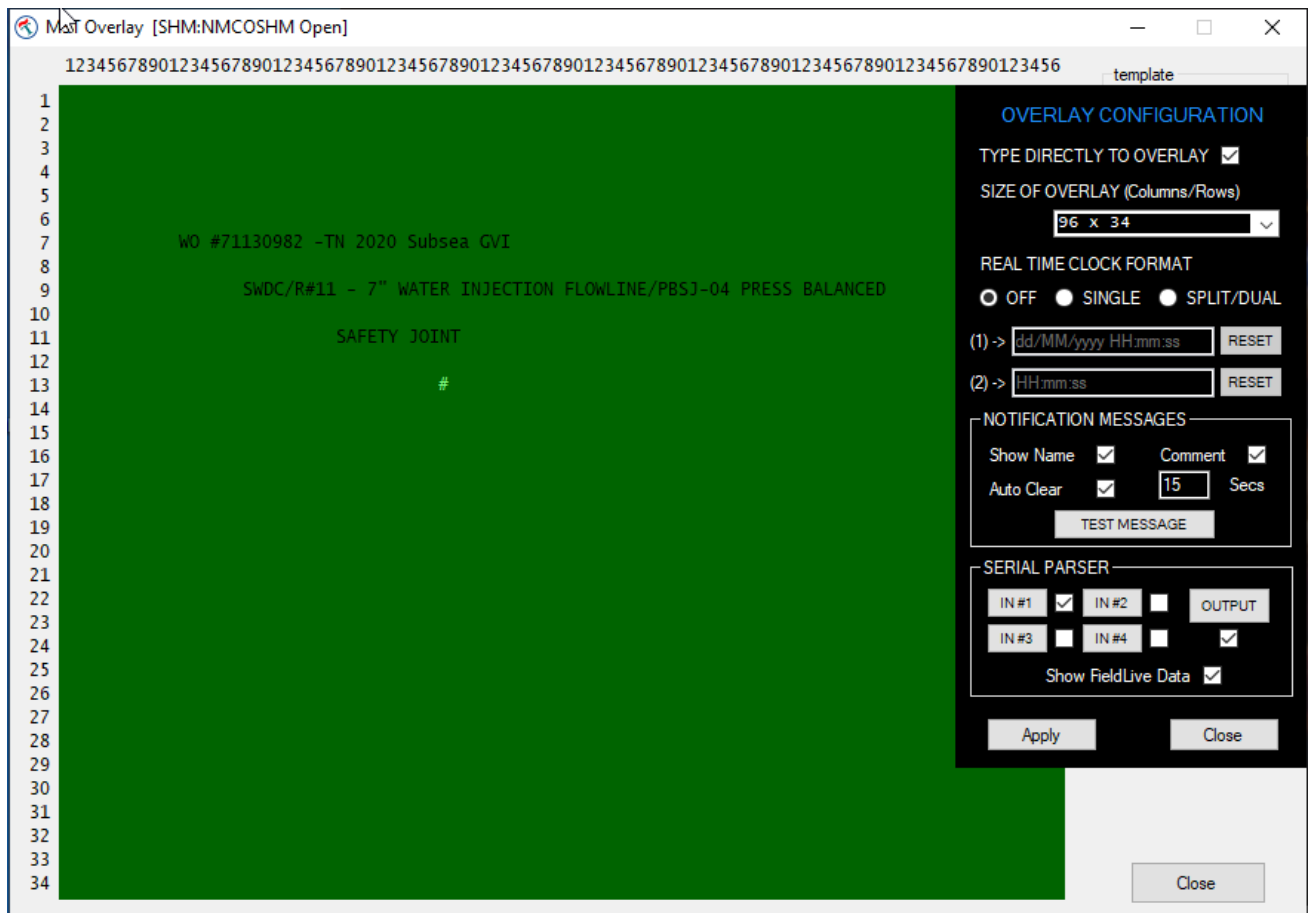 MaT Overlay [SHM:NMCOSHM Open]
123456789012345678901234567890123456789012345678901234567890123456789012345678901234567890123456
template
1
2
3
4
5
6
7 WO #71130982 -TN 2020 Subsea GVI
8
9 SWDC/R#11 - 7" WATER INJECTION FLOWLINE/PBSJ-04 PRESS BALANCED
10
11 SAFETY JOINT
12
13 #
14
15
16
17
18
19
20
21
22
23
24
25
26
27
28
29
30
31
32
33
34
OVERLAY CONFIGURATION
TYPE DIRECTLY TO OVERLAY
SIZE OF OVERLAY (Columns/Rows)
96 x 34
REAL TIME CLOCK FORMAT
OFF SINGLE SPLIT/DUAL
(1) -> dd/MM/yyyy HH:mm:ss RESET
(2) -> HH:mm:ss RESET
NOTIFICATION MESSAGES
Show Name Comment
Auto Clear 15 Secs
TEST MESSAGE
SERIAL PARSER
IN #1 IN #2 OUTPUT
IN #3 IN #4
Show FieldLive Data
Apply Close
Close